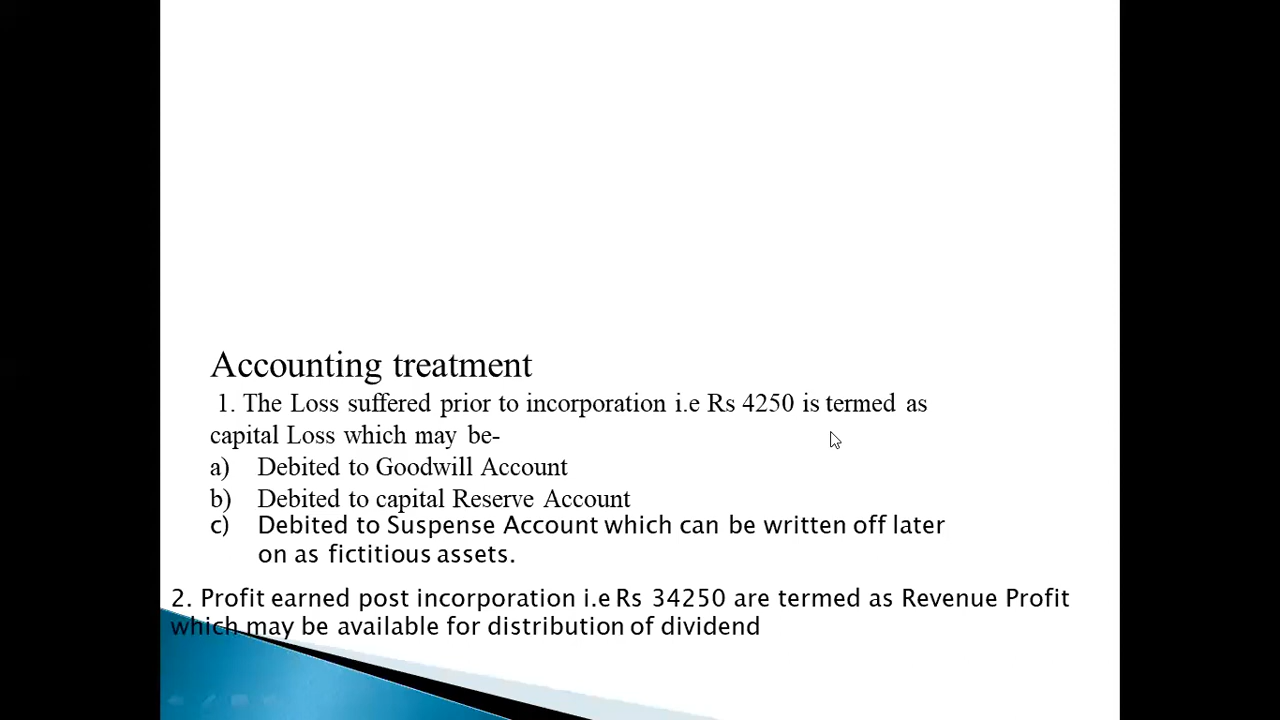 Accounting treatment
1. The Loss suffered prior to incorporation i.e Rs 4250 is termed as
capital Loss which may be-
a) Debited to Goodwill Account
b) Debited to capital Reserve Account
c) Debited to Suspense Account which can be written off later
on as fictitious assets.
2. Profit earned post incorporation i.e Rs 34250 are termed as Revenue Profit
which may be available for distribution of dividend